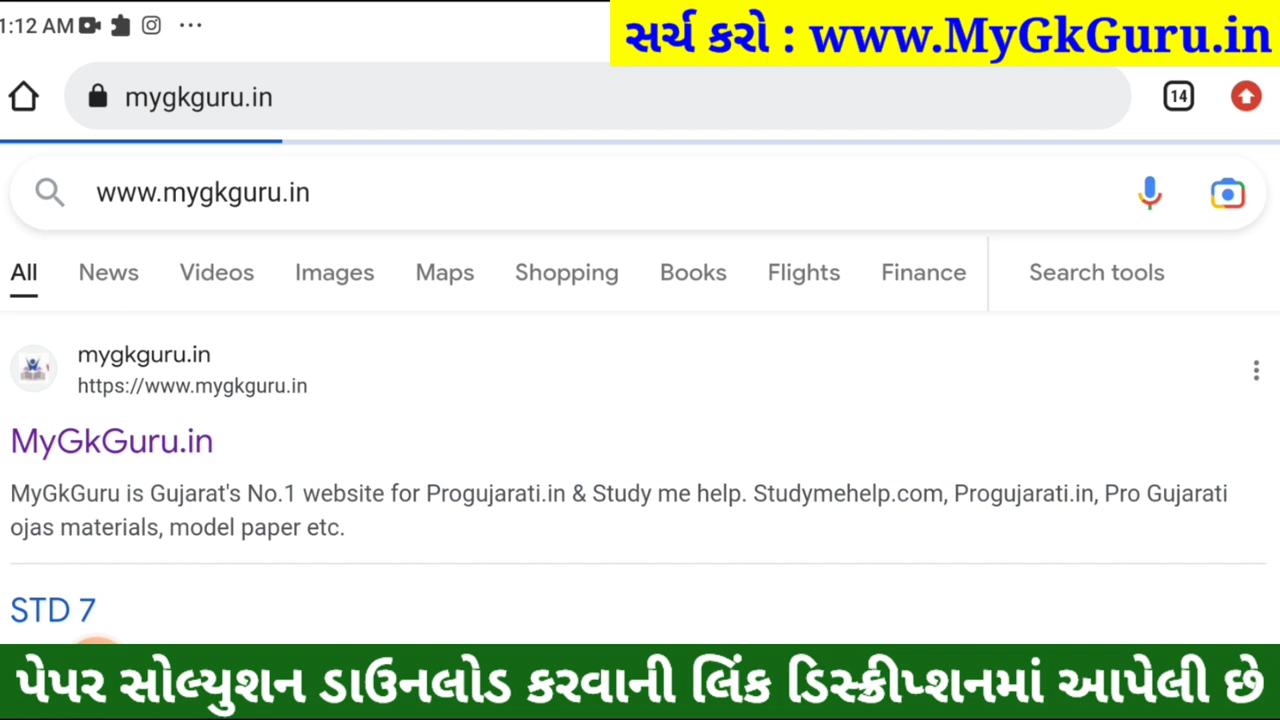 1:12 AM
સર્ચ કરો : www.MyGkGuru.in
mygkguru.in
14
www.mygkguru.in
All News Videos Images Maps Shopping Books Flights Finance Search tools
mygkguru.in
https://www.mygkguru.in
MyGkGuru.in
MyGkGuru is Gujarat's No.1 website for Progujarati.in & Study me help. Studymehelp.com, Progujarati.in, Pro Gujarati
ojas materials, model paper etc.
STD 7
પેપર સોલ્યુશન ડાઉનલોડ કરવાની લિંક ડિસ્ક્રીપ્શનમાં આપેલી છે